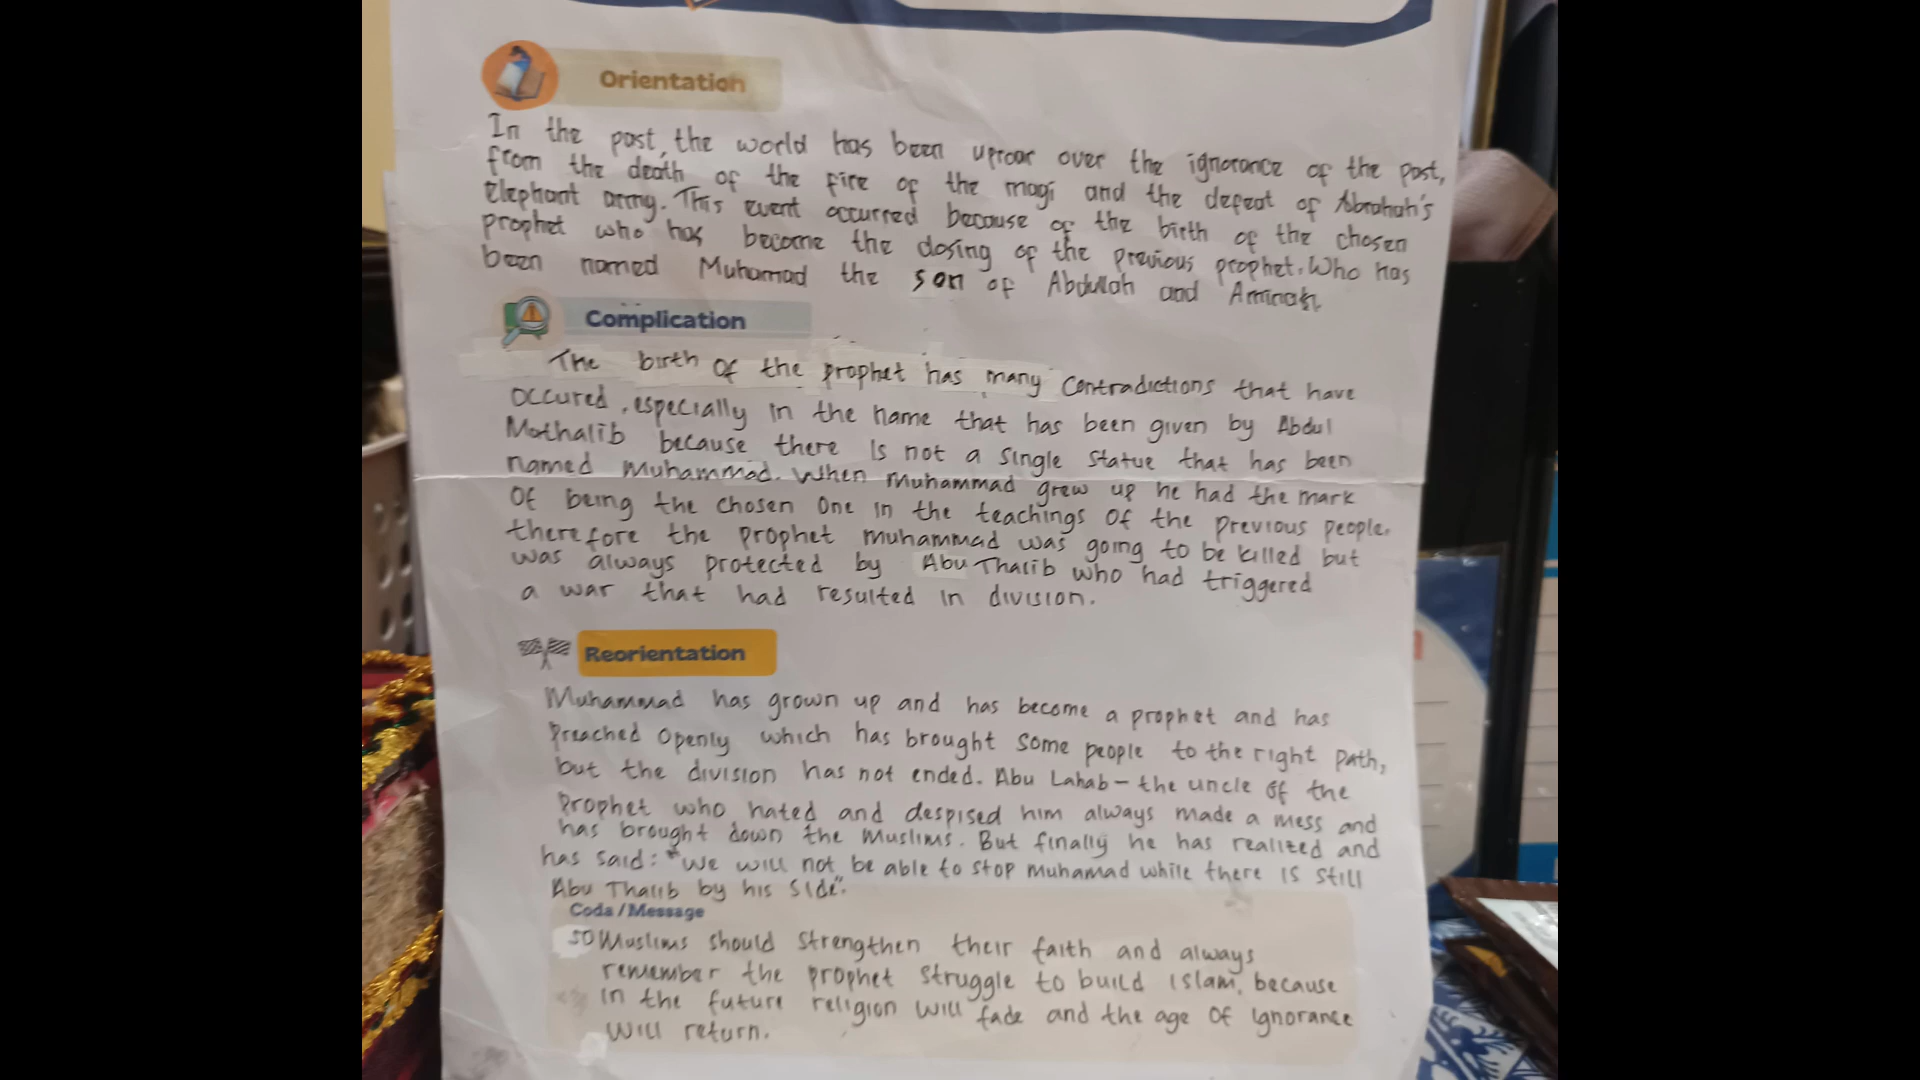 Orientation
In the past, the world has been uproar over the ignorance of the past,
from the death of the fire of the magi and the defeat of Abrahah's
Elephant army. This event occurred because of the birth of the chosen
prophet who has become the closing of the previous prophet. Who has
been named Muhamad the son of Abdullah and Aminah.
Complication
The birth of the prophet has many contradictions that have
occured, especially in the name that has been given by Abdul
Mothalib because there is not a single statue that has been
named Muhammad. When Muhammad grew up he had the mark
of being the chosen one in the teachings of the previous people.
therefore the prophet muhammad was going to be killed but
was always protected by Abu Thalib who had triggered
a war that had resulted in division.
Reorientation
Muhammad has grown up and has become a prophet and has
Preached Openly which has brought some people to the right path,
but the division has not ended. Abu Lahab - the uncle of the
Prophet who hated and despised him always made a mess and
has brought down the Muslims. But finally he has realized and
has said: "We will not be able to stop muhamad while there is still
Abu Thalib by his side".
Coda / Message
So Muslims should strengthen their faith and always
remember the prophet struggle to build islam, because
in the future religion will fade and the age of ignorance
will return.